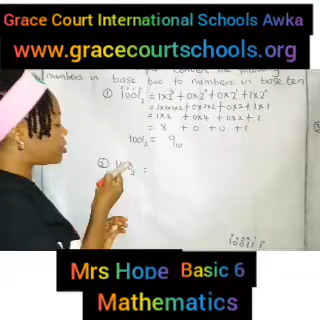 Grace Court International Schools Awka
www.gracecourtschools.org
numbers in base two to numbers in base ten
① 1001₂ = 1×2³ + 0×2² + 0×2¹ + 1×2⁰
= 1×2×2×2 + 0×2×2 + 0×2 + 1×1
= 1×8 + 0×4 + 0×2 + 1
= 8 + 0 + 0 + 1
1001₂ = 9₁₀
② =
Mrs Hope Basic 6
Mathematics